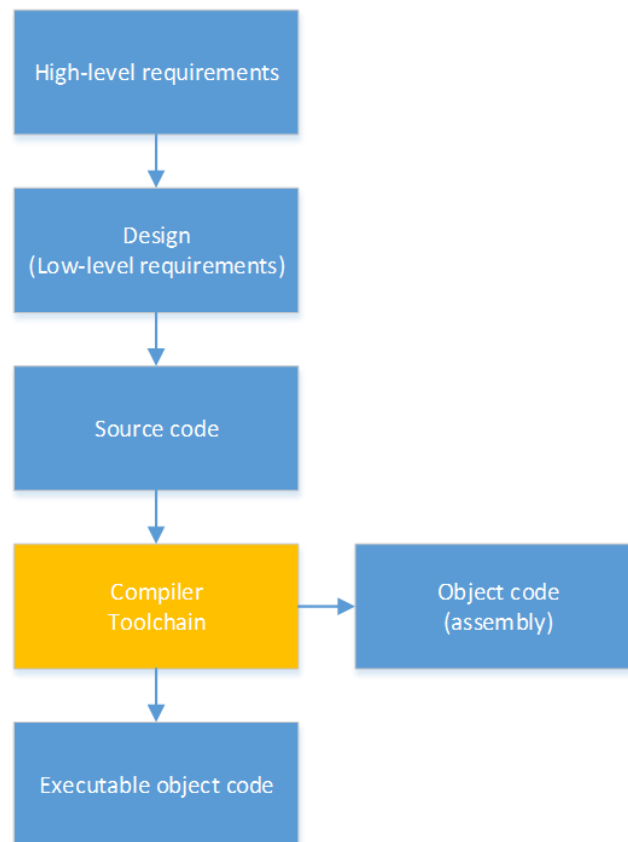 High-level requirements
Design
(Low-level requirements)
Source code
Compiler
Toolchain
Object code
(assembly)
Executable object code